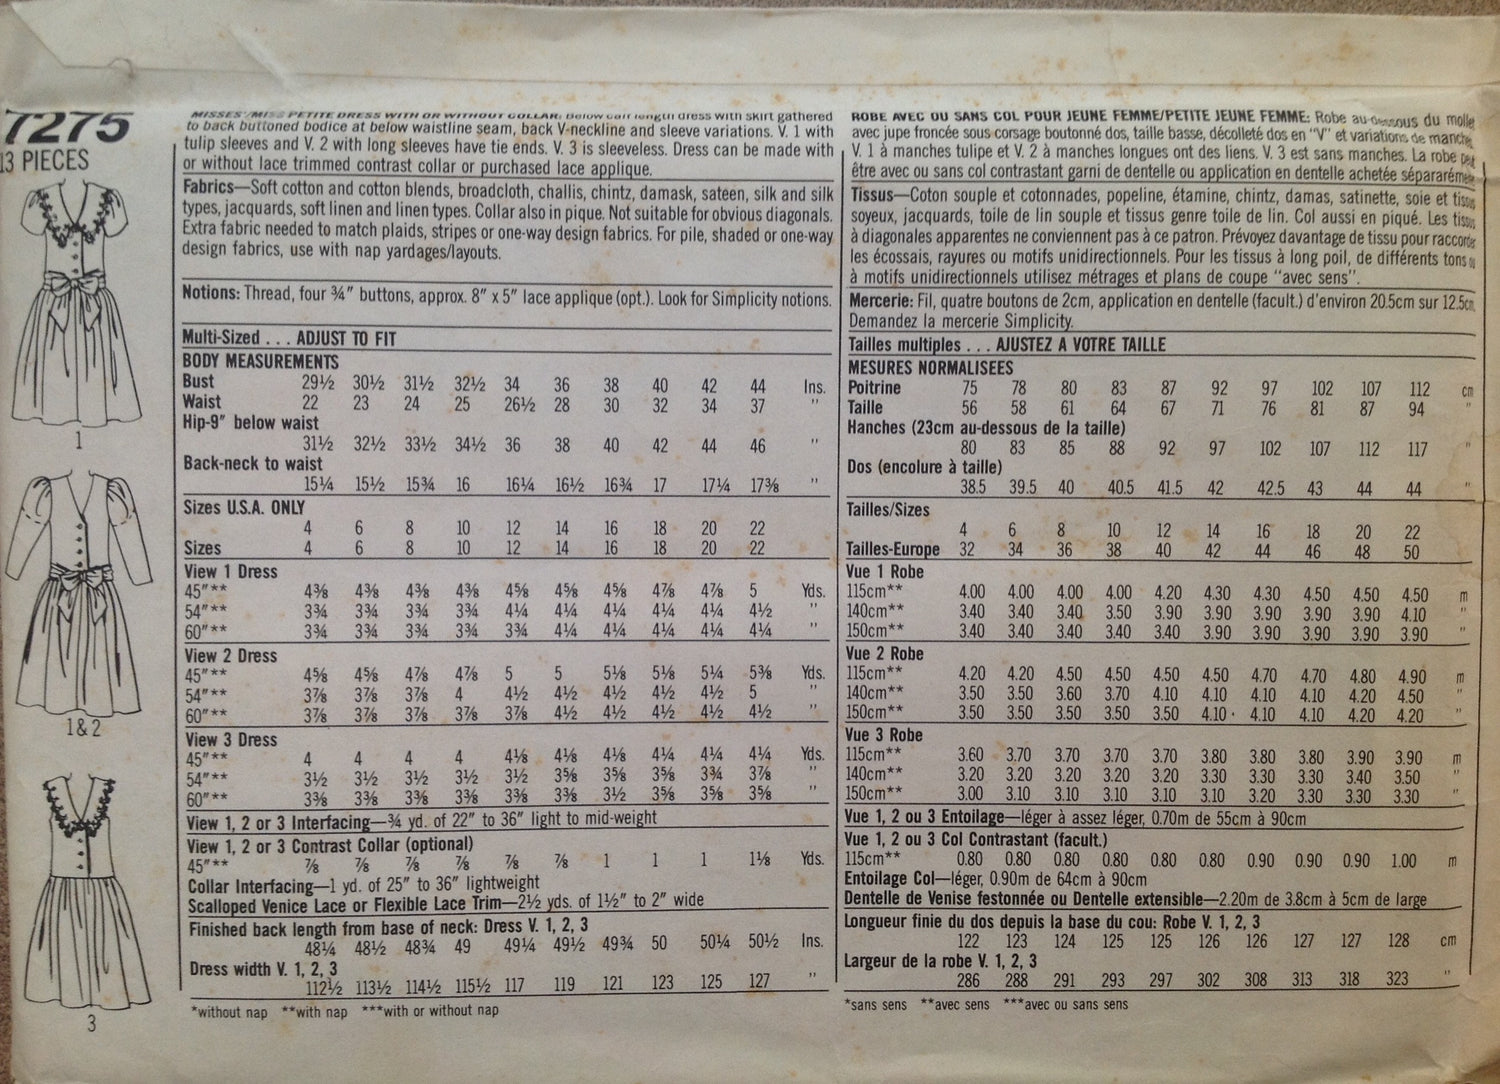 7275
13 PIECES
1
1 & 2
3
MISSES'/MISS PETITE DRESS WITH OR WITHOUT COLLAR: Below calf length dress with skirt gathered
to back buttoned bodice at below waistline seam, back V-neckline and sleeve variations. V. 1 with
tulip sleeves and V. 2 with long sleeves have tie ends. V. 3 is sleeveless. Dress can be made with
or without lace trimmed contrast collar or purchased lace applique.
Fabrics—Soft cotton and cotton blends, broadcloth, challis, chintz, damask, sateen, silk and silk
types, jacquards, soft linen and linen types. Collar also in pique. Not suitable for obvious diagonals.
Extra fabric needed to match plaids, stripes or one-way design fabrics. For pile, shaded or one-way
design fabrics, use with nap yardages/layouts.
Notions: Thread, four ¾" buttons, approx. 8" x 5" lace applique (opt.). Look for Simplicity notions.
Multi-Sized . . . ADJUST TO FIT
BODY MEASUREMENTS
Bust 29½ 30½ 31½ 32½ 34 36 38 40 42 44 Ins.
Waist 22 23 24 25 26½ 28 30 32 34 37 "
Hip-9" below waist
31½ 32½ 33½ 34½ 36 38 40 42 44 46 "
Back-neck to waist
15¼ 15½ 15¾ 16 16¼ 16½ 16¾ 17 17¼ 17⅜ "
Sizes U.S.A. ONLY
4 6 8 10 12 14 16 18 20 22
Sizes 4 6 8 10 12 14 16 18 20 22
View 1 Dress
45"** 4⅜ 4⅜ 4⅜ 4⅜ 4⅝ 4⅝ 4⅝ 4⅞ 4⅞ 5 Yds.
54"** 3¾ 3¾ 3¾ 3¾ 4¼ 4¼ 4¼ 4¼ 4¼ 4½ "
60"** 3¾ 3¾ 3¾ 3¾ 3¾ 4¼ 4¼ 4¼ 4¼ 4¼ "
View 2 Dress
45"** 4⅝ 4⅝ 4⅞ 4⅞ 5 5 5⅛ 5⅛ 5¼ 5⅜ Yds.
54"** 3⅞ 3⅞ 3⅞ 4 4½ 4½ 4½ 4½ 4½ 5 "
60"** 3⅞ 3⅞ 3⅞ 3⅞ 3⅞ 4½ 4½ 4½ 4½ 4½ "
View 3 Dress
45"** 4 4 4 4 4⅛ 4⅛ 4⅛ 4¼ 4¼ 4¼ Yds.
54"** 3½ 3½ 3½ 3½ 3½ 3⅝ 3⅝ 3⅝ 3¾ 3⅞ "
60"** 3⅜ 3⅜ 3⅜ 3⅜ 3⅜ 3⅜ 3½ 3⅝ 3⅝ 3⅝ "
View 1, 2 or 3 Interfacing—¾ yd. of 22" to 36" light to mid-weight
View 1, 2 or 3 Contrast Collar (optional)
45"** ⅞ ⅞ ⅞ ⅞ ⅞ ⅞ 1 1 1 1⅛ Yds.
Collar Interfacing—1 yd. of 25" to 36" lightweight
Scalloped Venice Lace or Flexible Lace Trim—2½ yds. of 1½" to 2" wide
Finished back length from base of neck: Dress V. 1, 2, 3
48¼ 48½ 48¾ 49 49¼ 49½ 49¾ 50 50¼ 50½ Ins.
Dress width V. 1, 2, 3
112½ 113½ 114½ 115½ 117 119 121 123 125 127 "
*without nap **with nap ***with or without nap
ROBE AVEC OU SANS COL POUR JEUNE FEMME/PETITE JEUNE FEMME: Robe au-dessous du mollet
avec jupe froncée sous corsage boutonné dos, taille basse, décolleté dos en "V" et variations de manches.
V. 1 à manches tulipe et V. 2 à manches longues ont des liens. V. 3 est sans manches. La robe peut
être avec ou sans col contrastant garni de dentelle ou application en dentelle achetée sépararément
Tissus—Coton souple et cotonnades, popeline, étamine, chintz, damas, satinette, soie et tissus
soyeux, jacquards, toile de lin souple et tissus genre toile de lin. Col aussi en piqué. Les tissus
à diagonales apparentes ne conviennent pas à ce patron. Prévoyez davantage de tissu pour raccorder
les écossais, rayures ou motifs unidirectionnels. Pour les tissus à long poil, de différents tons ou
à motifs unidirectionnels utilisez métrages et plans de coupe "avec sens".
Mercerie: Fil, quatre boutons de 2cm, application en dentelle (facult.) d'environ 20.5cm sur 12.5cm.
Demandez la mercerie Simplicity.
Tailles multiples . . . AJUSTEZ A VOTRE TAILLE
MESURES NORMALISEES
Poitrine 75 78 80 83 87 92 97 102 107 112 cm
Taille 56 58 61 64 67 71 76 81 87 94 "
Hanches (23cm au-dessous de la taille)
80 83 85 88 92 97 102 107 112 117 "
Dos (encolure à taille)
38.5 39.5 40 40.5 41.5 42 42.5 43 44 44 "
Tailles/Sizes
4 6 8 10 12 14 16 18 20 22
Tailles-Europe 32 34 36 38 40 42 44 46 48 50
Vue 1 Robe
115cm** 4.00 4.00 4.00 4.00 4.20 4.30 4.30 4.50 4.50 4.50 m
140cm** 3.40 3.40 3.40 3.50 3.90 3.90 3.90 3.90 3.90 4.10 "
150cm** 3.40 3.40 3.40 3.40 3.40 3.90 3.90 3.90 3.90 3.90 "
Vue 2 Robe
115cm** 4.20 4.20 4.50 4.50 4.50 4.50 4.70 4.70 4.80 4.90 m
140cm** 3.50 3.50 3.60 3.70 4.10 4.10 4.10 4.10 4.20 4.50 "
150cm** 3.50 3.50 3.50 3.50 3.50 4.10 4.10 4.10 4.20 4.20 "
Vue 3 Robe
115cm** 3.60 3.70 3.70 3.70 3.70 3.80 3.80 3.80 3.90 3.90 m
140cm** 3.20 3.20 3.20 3.20 3.20 3.30 3.30 3.30 3.40 3.50 "
150cm** 3.00 3.10 3.10 3.10 3.10 3.10 3.20 3.30 3.30 3.30 "
Vue 1, 2 ou 3 Entoilage—léger à assez léger, 0.70m de 55cm à 90cm
Vue 1, 2 ou 3 Col Contrastant (facult.)
115cm** 0.80 0.80 0.80 0.80 0.80 0.80 0.90 0.90 0.90 1.00 m
Entoilage Col—léger, 0.90m de 64cm à 90cm
Dentelle de Venise festonnée ou Dentelle extensible—2.20m de 3.8cm à 5cm de large
Longueur finie du dos depuis la base du cou: Robe V. 1, 2, 3
122 123 124 125 125 126 126 127 127 128 cm
Largeur de la robe V. 1, 2, 3
286 288 291 293 297 302 308 313 318 323 "
*sans sens **avec sens ***avec ou sans sens